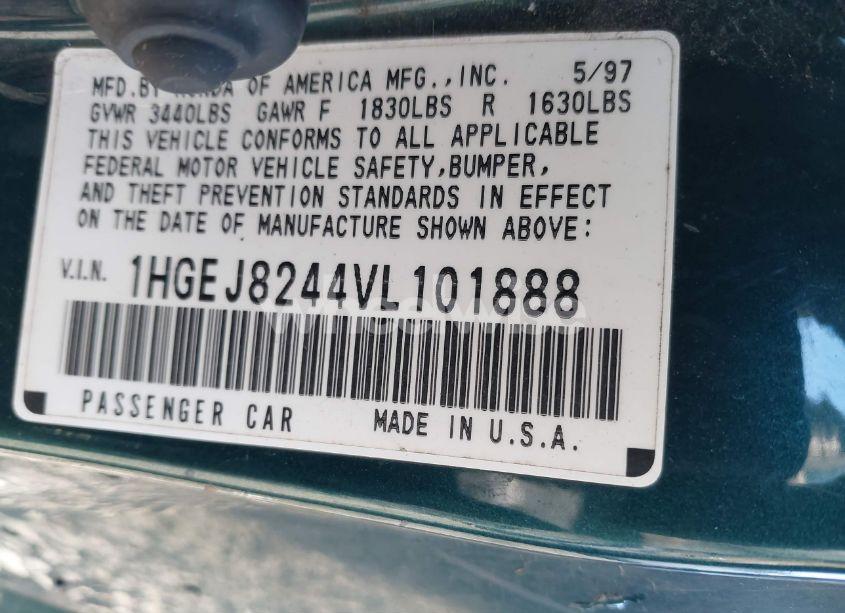 MFD.BY HONDA OF AMERICA MFG.,INC. 5/97
GVWR 3440LBS GAWR F 1830LBS R 1630LBS
THIS VEHICLE CONFORMS TO ALL APPLICABLE
FEDERAL MOTOR VEHICLE SAFETY,BUMPER,
AND THEFT PREVENTION STANDARDS IN EFFECT
ON THE DATE OF MANUFACTURE SHOWN ABOVE:
V.I.N. 1HGEJ8244VL101888
PASSENGER CAR MADE IN U.S.A.